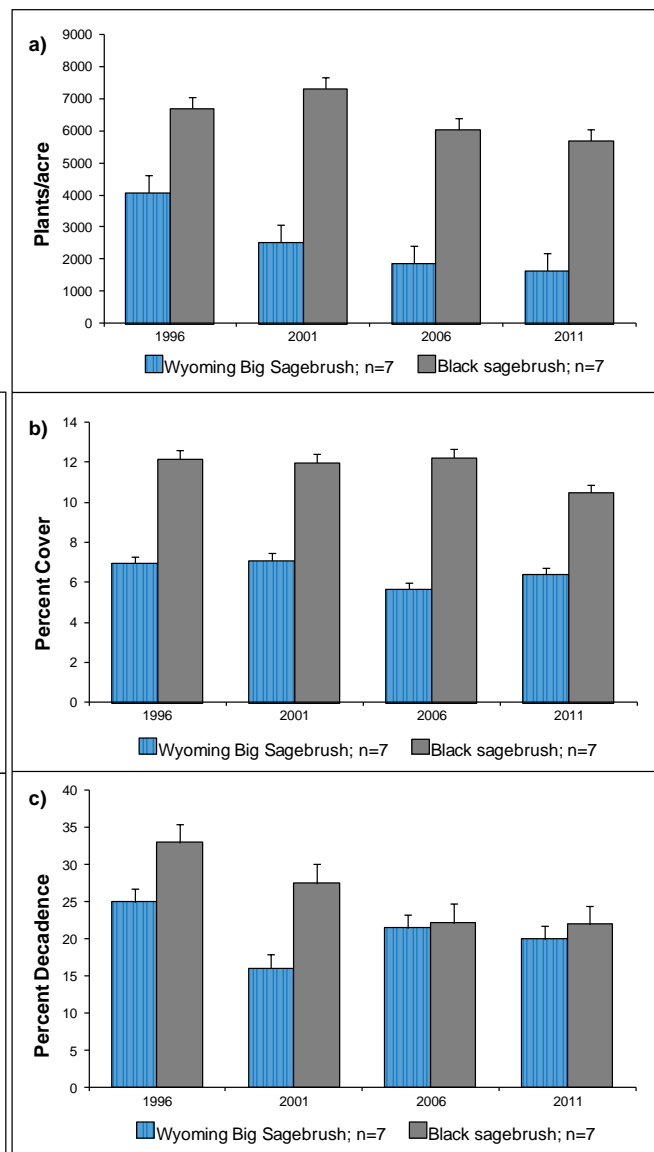 a)
Plants/acre
9000
8000
7000
6000
5000
4000
3000
2000
1000
0
1996 2001 2006 2011
Wyoming Big Sagebrush; n=7 Black sagebrush; n=7
b)
Percent Cover
14
12
10
8
6
4
2
0
1996 2001 2006 2011
Wyoming Big Sagebrush; n=7 Black sagebrush; n=7
c)
Percent Decadence
40
35
30
25
20
15
10
5
0
1996 2001 2006 2011
Wyoming Big Sagebrush; n=7 Black sagebrush; n=7